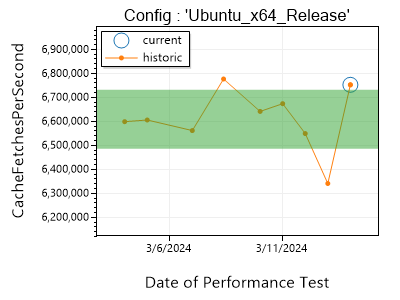 Config : 'Ubuntu_x64_Release'
current
historic
CacheFetchesPerSecond
6,900,000
6,800,000
6,700,000
6,600,000
6,500,000
6,400,000
6,300,000
6,200,000
3/6/2024
3/11/2024
Date of Performance Test